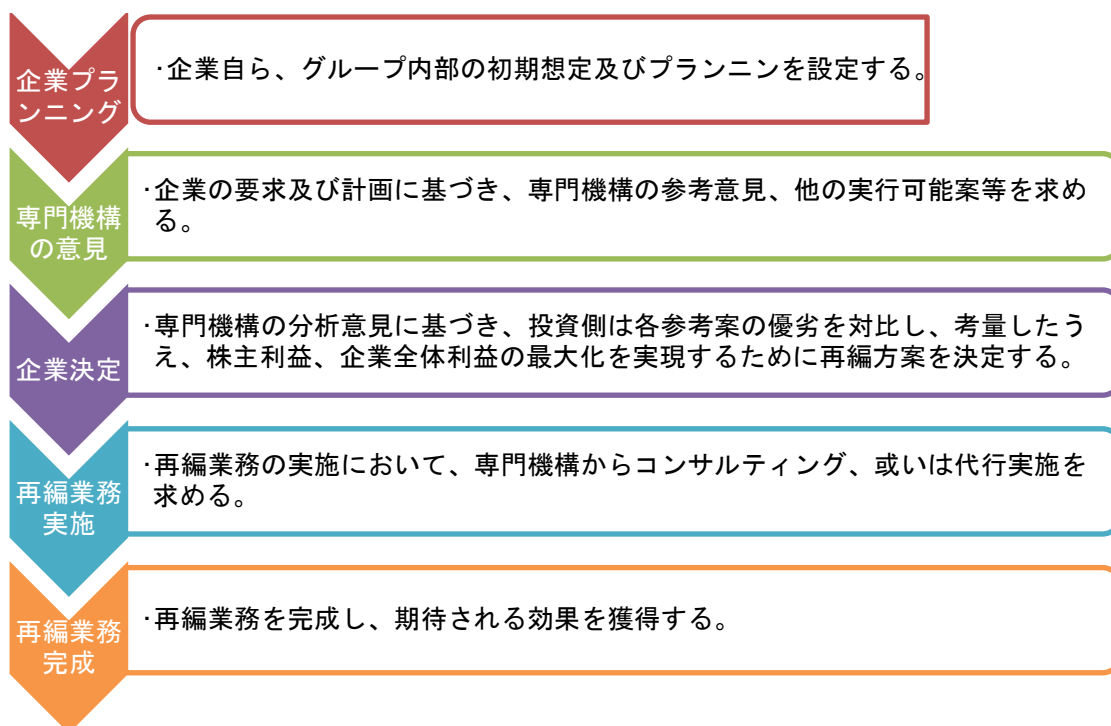 企業プラ
ンニング
·企業自ら、グループ内部の初期想定及びプランニンを設定する。
専門機構
の意見
·企業の要求及び計画に基づき、専門機構の参考意見、他の実行可能案等を求め
る。
企業決定
·専門機構の分析意見に基づき、投資側は各参考案の優劣を対比し、考量したう
え、株主利益、企業全体利益の最大化を実現するために再編方案を決定する。
再編業務
実施
·再編業務の実施において、専門機構からコンサルティング、或いは代行実施を
求める。
再編業務
完成
·再編業務を完成し、期待される効果を獲得する。